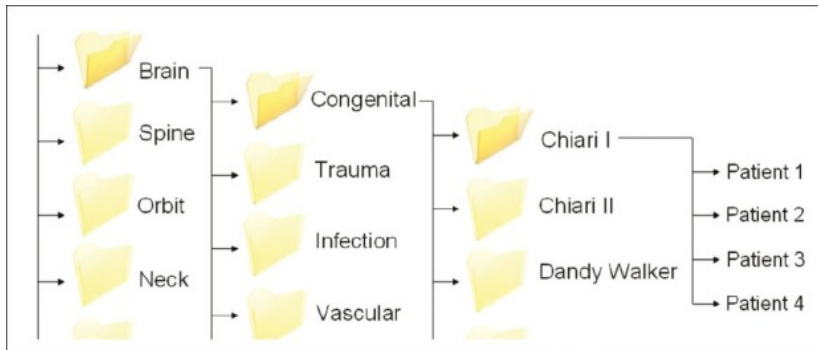 Brain
Spine
Orbit
Neck
Congenital
Trauma
Infection
Vascular
Chiari I
Chiari II
Dandy Walker
Patient 1
Patient 2
Patient 3
Patient 4